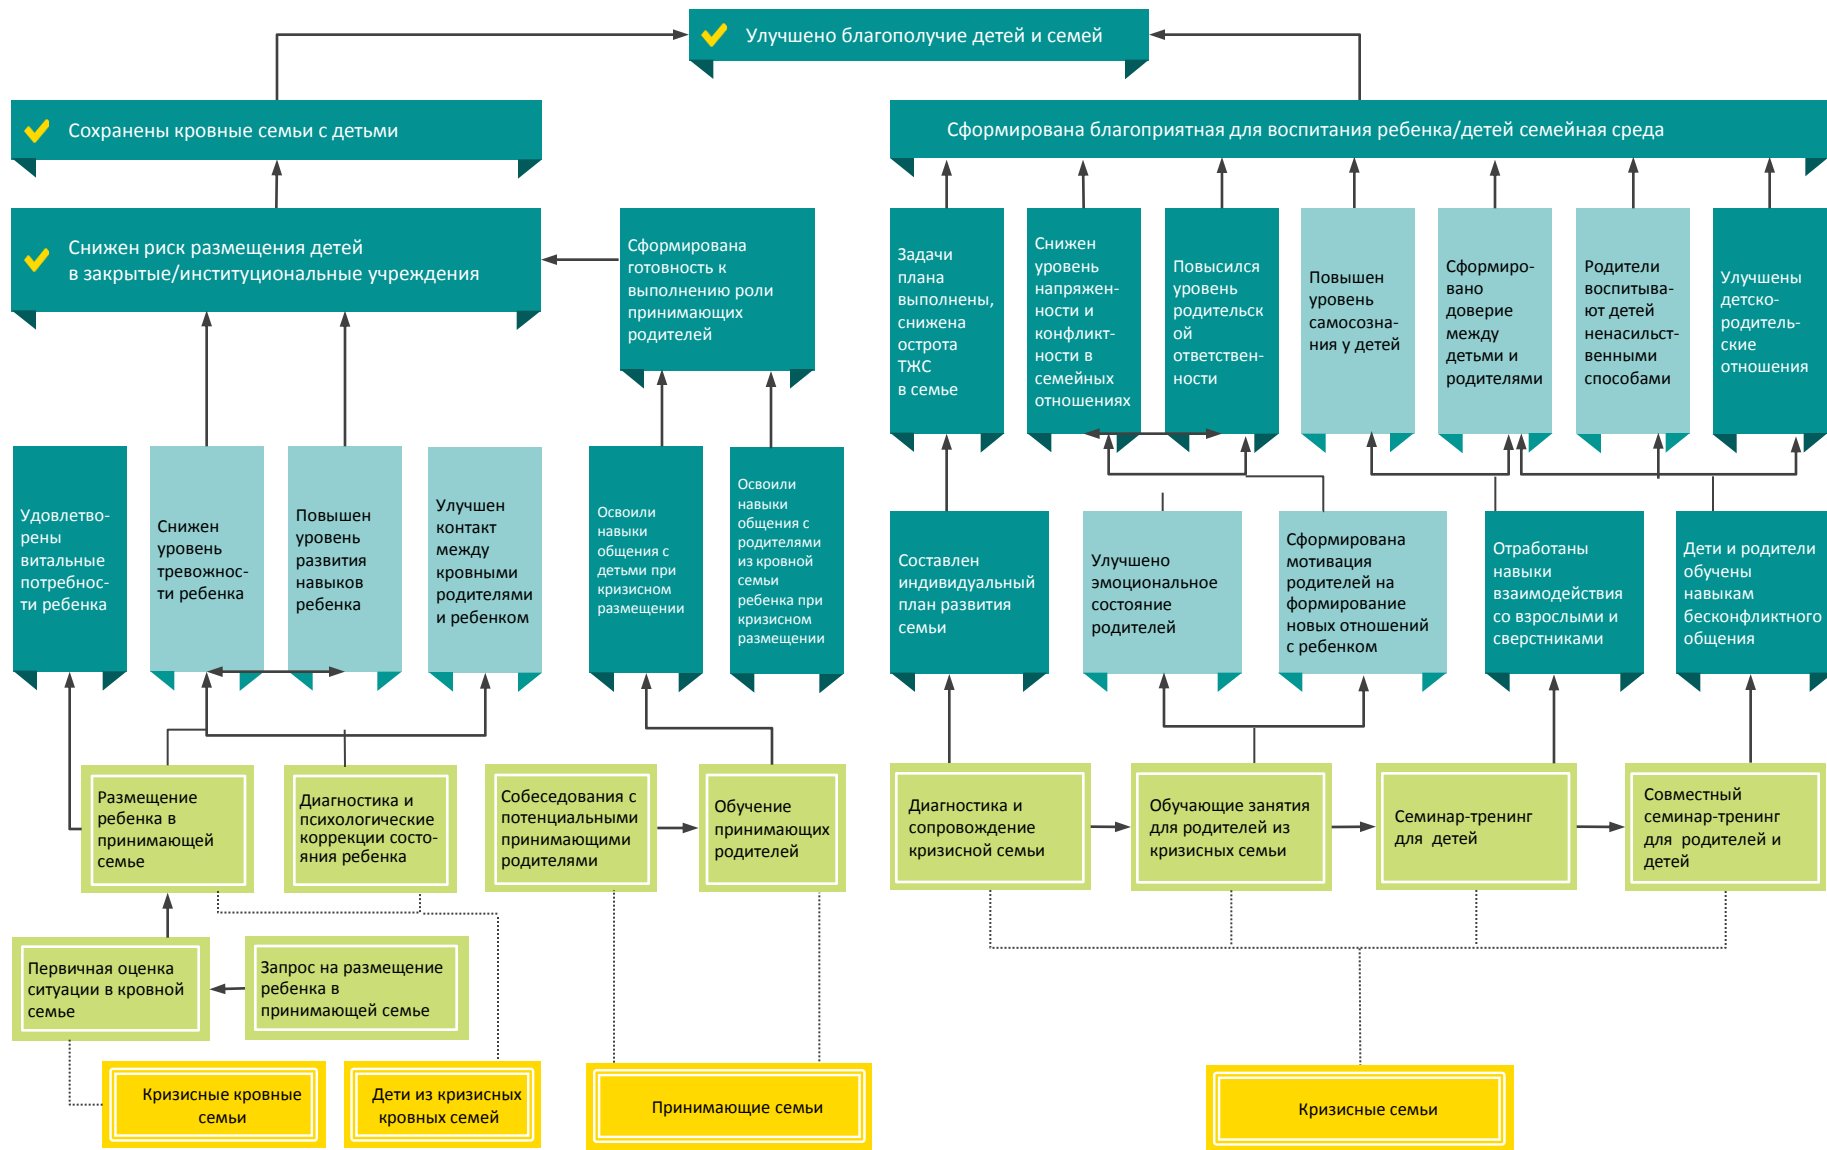 Улучшено благополучие детей и семей
Сохранены кровные семьи с детьми
Сформирована благоприятная для воспитания ребенка/детей семейная среда
Снижен риск размещения детей
в закрытые/институциональные учреждения
Сформирована
готовность к
выполнению роли
принимающих
родителей
Задачи
плана
выполнены,
снижена
острота
ТЖС
в семье
Снижен
уровень
напряжен-
ности и
конфликт-
ности в
семейных
отношениях
Повысился
уровень
родительск
ой
ответствен-
ности
Повышен
уровень
самосозна-
ния у детей
Сформиро-
вано
доверие
между
детьми и
родителями
Родители
воспитыва-
ют детей
ненасильст-
венными
способами
Улучшены
детско-
родитель-
ские
отношения
Удовлетво-
рены
витальные
потребнос-
ти ребенка
Снижен
уровень
тревожнос-
ти ребенка
Повышен
уровень
развития
навыков
ребенка
Улучшен
контакт
между
кровными
родителями
и ребенком
Освоили
навыки
общения с
детьми при
кризисном
размещении
Освоили
навыки
общения с
родителями
из кровной
семьи
ребенка при
кризисном
размещении
Составлен
индивидуальный
план развития
семьи
Улучшено
эмоциональное
состояние
родителей
Сформирована
мотивация
родителей на
формирование
новых отношений
с ребенком
Отработаны
навыки
взаимодействия
со взрослыми и
сверстниками
Дети и родители
обучены
навыкам
бесконфликтного
общения
Размещение
ребенка в
принимающей
семье
Диагностика и
психологические
коррекции состо-
яния ребенка
Собеседования с
потенциальными
принимающими
родителями
Обучение
принимающих
родителей
Диагностика и
сопровождение
кризисной семьи
Обучающие занятия
для родителей из
кризисных семьи
Семинар-тренинг
для детей
Совместный
семинар-тренинг
для родителей и
детей
Первичная оценка
ситуации в кровной
семье
Запрос на размещение
ребенка в
принимающей семье
Кризисные кровные
семьи
Дети из кризисных
кровных семей
Принимающие семьи
Кризисные семьи